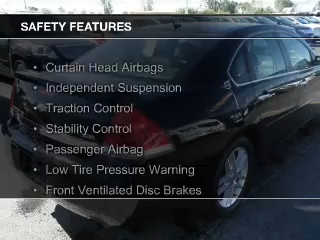 SAFETY FEATURES
• Curtain Head Airbags
• Independent Suspension
• Traction Control
• Stability Control
• Passenger Airbag
• Low Tire Pressure Warning
• Front Ventilated Disc Brakes